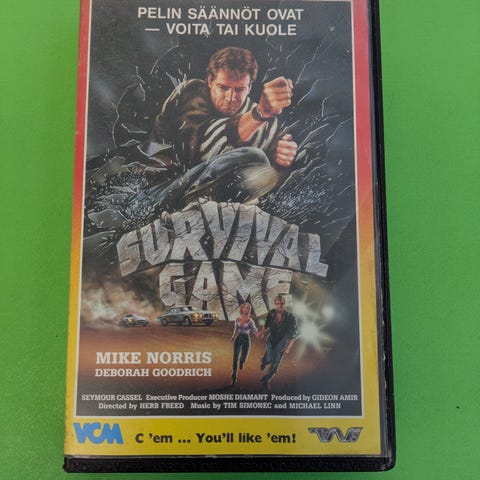 PELIN SÄÄNNÖT OVAT
— VOITA TAI KUOLE
SURVIVAL
GAME
MIKE NORRIS
DEBORAH GOODRICH
SEYMOUR CASSEL Executive Producer MOSHE DIAMANT Produced by GIDEON AMIR
Directed by HERB FREED Music by TIM SIMONEC and MICHAEL LINN
VCM C 'em ... You'll like 'em!